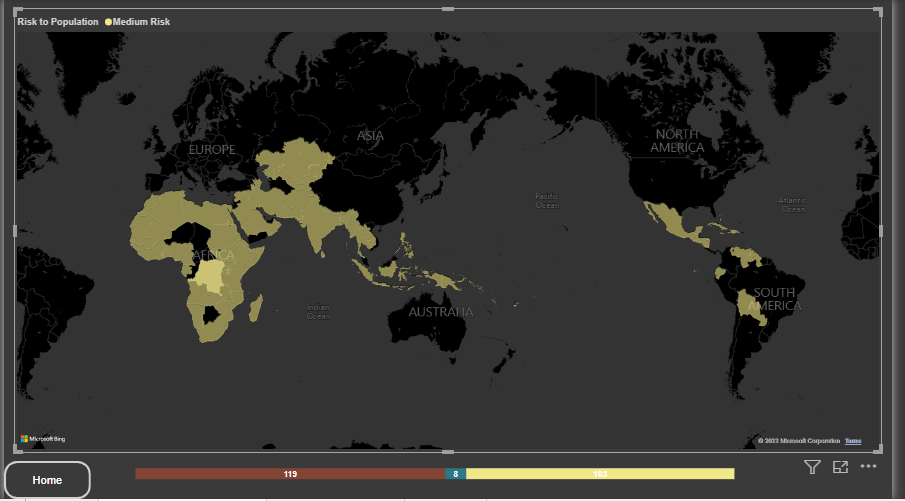 Risk to Population Medium Risk
ASIA
EUROPE
NORTH
AMERICA
Pacific
Ocean
Atlantic
Ocean
AFRICA
Indian
Ocean
AUSTRALIA
SOUTH
AMERICA
Microsoft Bing
© 2022 Microsoft Corporation Terms
Home
119
8